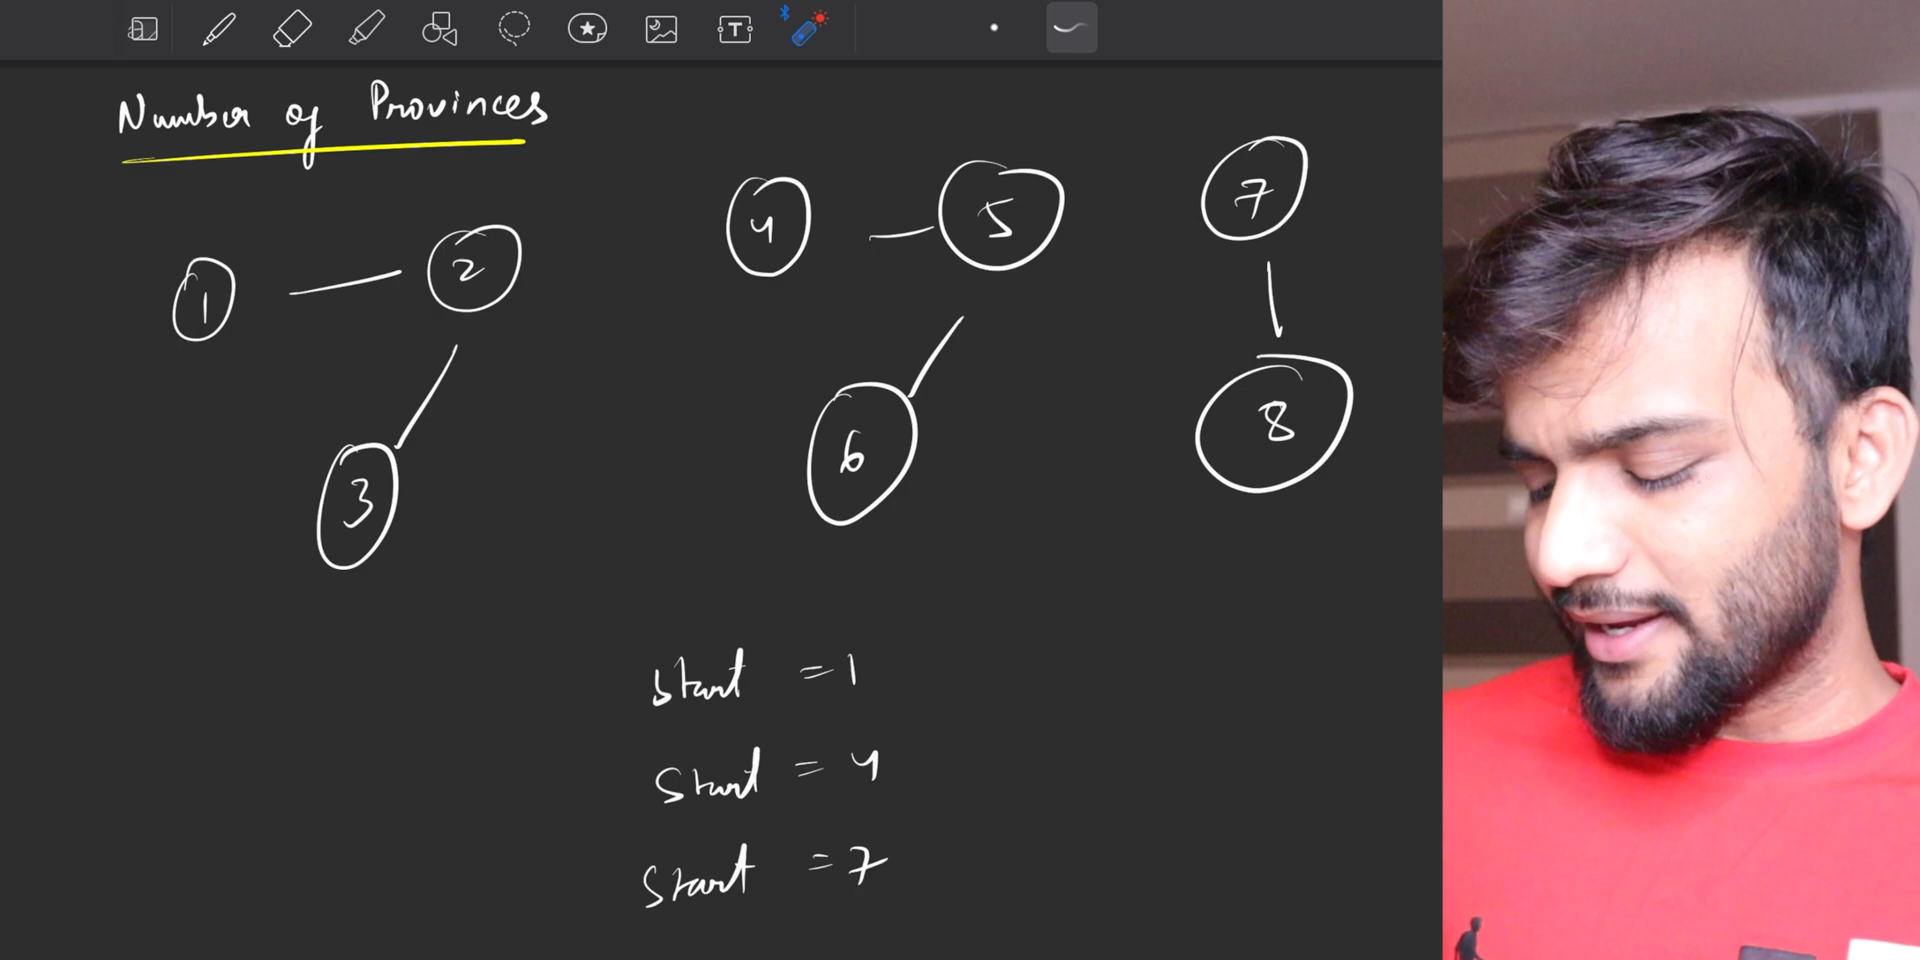 Number of Provinces
1
2
3
4
5
6
7
8
Start = 1
Start = 4
Start = 7